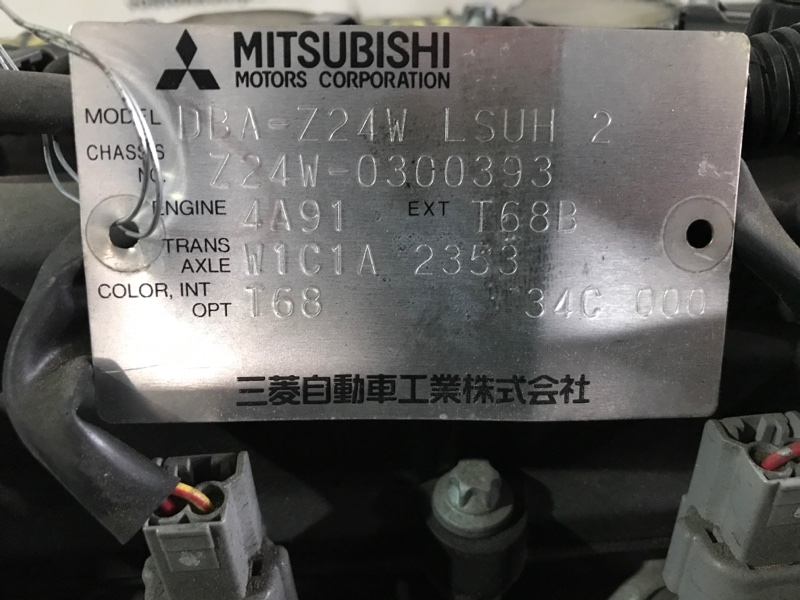 MITSUBISHI
MOTORS CORPORATION
MODEL DBA-Z24W LSUH 2
CHASSIS NO. Z24W-0300393
ENGINE 4A91 EXT T68B
TRANS AXLE W1C1A 2353
COLOR, INT OPT T68 34C 000
三菱自動車工業株式会社